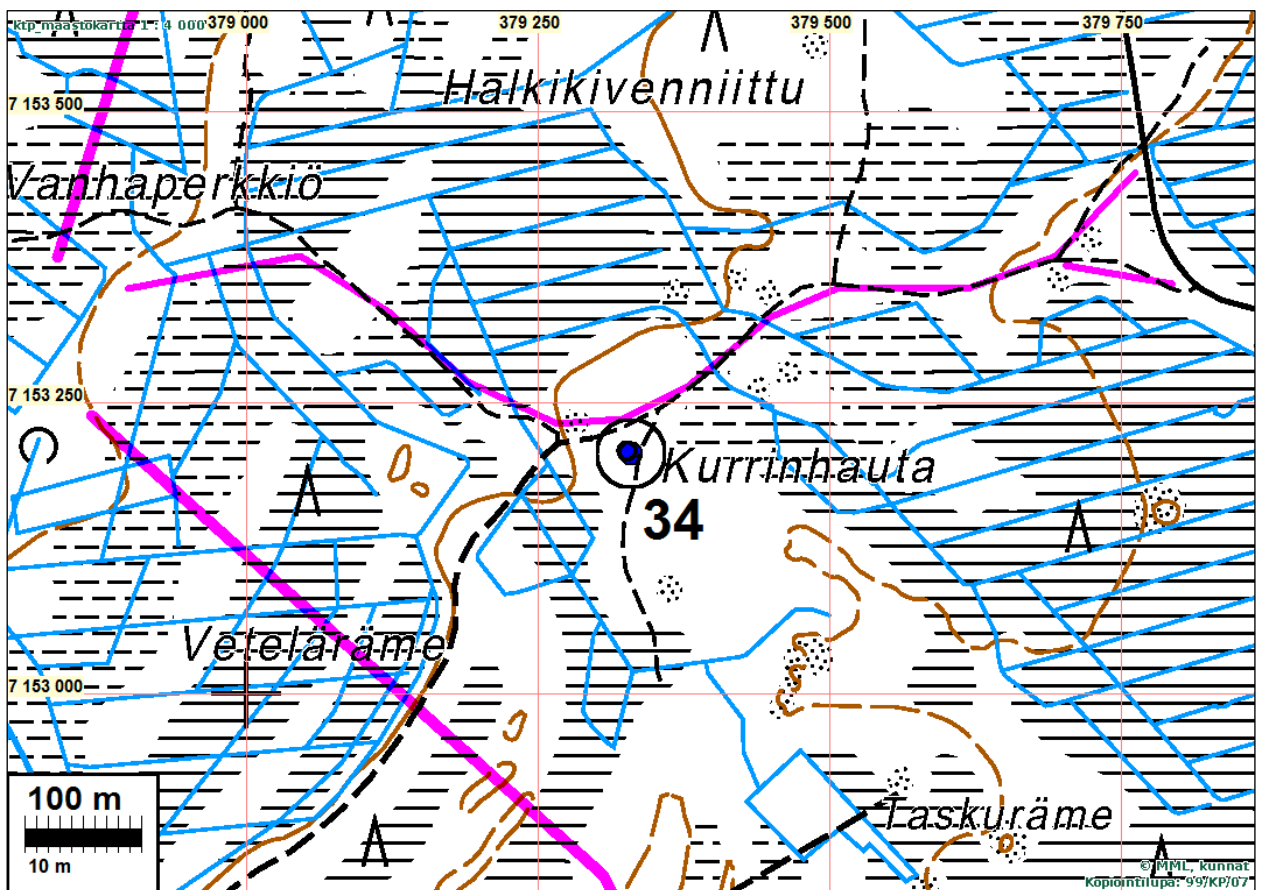 ktp_maastokartta 1 : 4 000
379 000
379 250
379 500
379 750
Halkikivenniittu
7 153 500
Vanhaperkkiö
7 153 250
Kurrinhauta
34
Veteläräme
7 153 000
100 m
10 m
Taskuräme
© MML, kunnat
Kopiointilupa: 99/KP/07